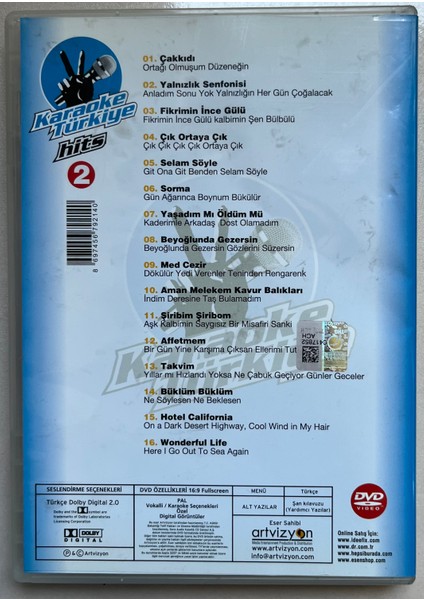 Karaoke
Türkiye
hits
2
8 697456 792140
01. Çakkıdı
Ortağı Olmuşum Düzeneğin
02. Yalnızlık Senfonisi
Anladım Sonu Yok Yalnızlığın Her Gün Çoğalacak
03. Fikrimin İnce Gülü
Fikrimin İnce Gülü kalbimin Şen Bülbülü
04. Çık Ortaya Çık
Çık Çık Çık Çık Ortaya Çık
05. Selam Söyle
Git Ona Git Benden Selam Söyle
06. Sorma
Gün Ağarınca Boynum Bükülür
07. Yaşadım Mı Öldüm Mü
Kaderimle Arkadaş Dost Olamadım
08. Beyoğlunda Gezersin
Beyoğlunda Gezersin Gözlerini Süzersin
09. Med Cezir
Dökülür Yedi Verenler Teninden Rengarenk
10. Aman Melekem Kavur Balıkları
İndim Deresine Taş Bulamadım
11. Şiribim Şiribom
Aşk Kalbimin Saygısız Bir Misafiri Sanki
12. Affetmem
Bir Gün Yine Karşıma Çıksan Ellerimi Tut
13. Takvim
Yıllar mı Hızlandı Yoksa Ne Çabuk Geçiyor Günler Geceler
14. Büklüm Büklüm
Ne Söylesen Ne Beklesen
15. Hotel California
On a Dark Desert Highway, Cool Wind in My Hair
16. Wonderful Life
Here I Go Out To Sea Again
SESLENDİRME SEÇENEKLERİ
Türkçe Dolby Digital 2.0
DOLBY
DIGITAL
P & C Artvizyon
DVD ÖZELLİKLERİ 16:9 Fullscreen
PAL
Vokalli / Karaoke Seçenekleri
Özel
Digital Görüntüler
MENÜ
Türkçe
ALT YAZILAR
Şan kılavuzu
(Yardımcı Yazılar)
Eser Sahibi
artvizyon
www.artvizyon.com
info@artvizyon.com
DVD
VIDEO
Online Satış İçin:
www.ideefix.com
www.dr.com.tr
www.hepsiburada.com
www.esenshop.com